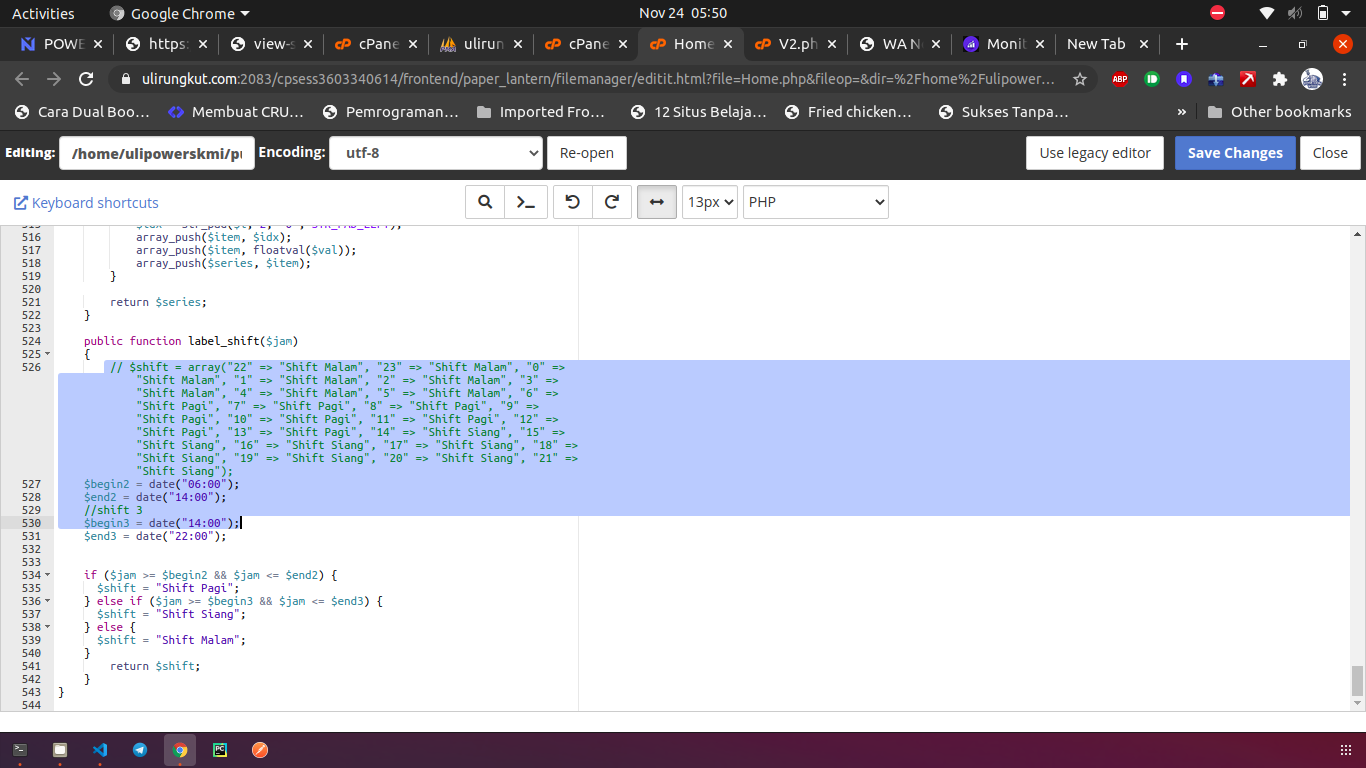 Activities Google Chrome Nov 24 05:50
POWE https: view-s cPane ulirun cPane Home V2.ph WA N Monit New Tab
ulirungkut.com:2083/cpsess3603340614/frontend/paper_lantern/filemanager/editit.html?file=Home.php&fileop=&dir=%2Fhome%2Fulipower… ABP
Cara Dual Boo… Membuat CRU… Pemrograman… Imported Fro… 12 Situs Belaja… Fried chicken… Sukses Tanpa… » Other bookmarks
Editing: /home/ulipowerskmi/pu Encoding: utf-8 Re-open Use legacy editor Save Changes Close
Keyboard shortcuts 13px PHP
516 array_push($item, $idx);
517 array_push($item, floatval($val));
518 array_push($series, $item);
519 }
520
521 return $series;
522 }
523
524 public function label_shift($jam)
525 {
526 // $shift = array("22" => "Shift Malam", "23" => "Shift Malam", "0" =>
"Shift Malam", "1" => "Shift Malam", "2" => "Shift Malam", "3" =>
"Shift Malam", "4" => "Shift Malam", "5" => "Shift Malam", "6" =>
"Shift Pagi", "7" => "Shift Pagi", "8" => "Shift Pagi", "9" =>
"Shift Pagi", "10" => "Shift Pagi", "11" => "Shift Pagi", "12" =>
"Shift Pagi", "13" => "Shift Pagi", "14" => "Shift Siang", "15" =>
"Shift Siang", "16" => "Shift Siang", "17" => "Shift Siang", "18" =>
"Shift Siang", "19" => "Shift Siang", "20" => "Shift Siang", "21" =>
"Shift Siang");
527 $begin2 = date("06:00");
528 $end2 = date("14:00");
529 //shift 3
530 $begin3 = date("14:00");
531 $end3 = date("22:00");
532
533
534 if ($jam >= $begin2 && $jam <= $end2) {
535 $shift = "Shift Pagi";
536 } else if ($jam >= $begin3 && $jam <= $end3) {
537 $shift = "Shift Siang";
538 } else {
539 $shift = "Shift Malam";
540 }
541 return $shift;
542 }
543 }
544